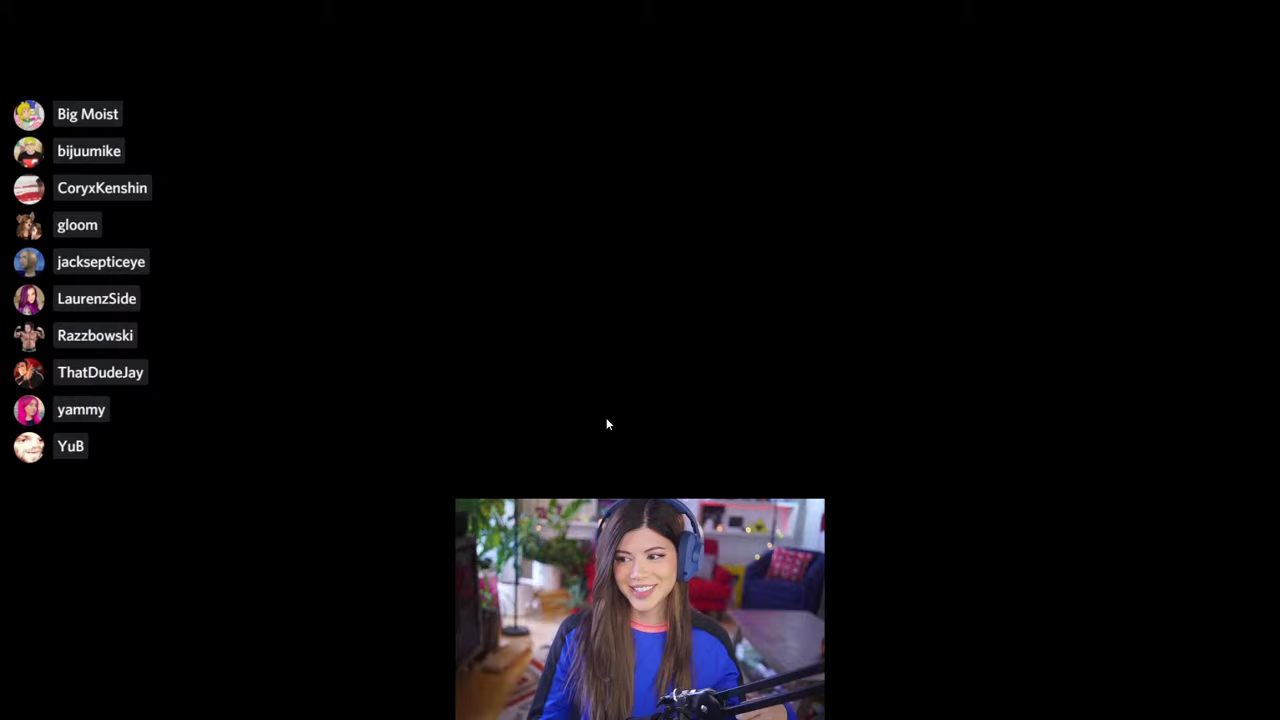 Big Moist
bijuumike
CoryxKenshin
gloom
jacksepticeye
LaurenzSide
Razzbowski
ThatDudeJay
yammy
YuB